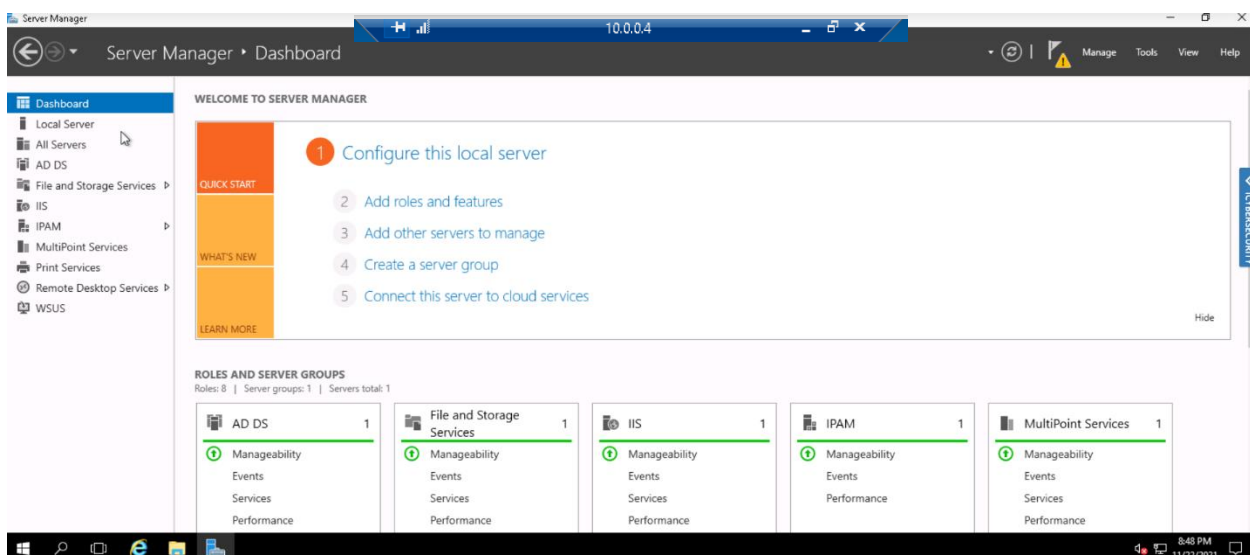 Server Manager
10.0.0.4
Server Manager • Dashboard
Manage Tools View Help
Dashboard
Local Server
All Servers
AD DS
File and Storage Services
IIS
IPAM
MultiPoint Services
Print Services
Remote Desktop Services
WSUS
WELCOME TO SERVER MANAGER
QUICK START
WHAT'S NEW
LEARN MORE
1 Configure this local server
2 Add roles and features
3 Add other servers to manage
4 Create a server group
5 Connect this server to cloud services
Hide
ROLES AND SERVER GROUPS
Roles: 8 | Server groups: 1 | Servers total: 1
AD DS 1
Manageability
Events
Services
Performance
File and Storage Services 1
Manageability
Events
Services
Performance
IIS 1
Manageability
Events
Services
Performance
IPAM 1
Manageability
Events
Performance
MultiPoint Services 1
Manageability
Events
Services
Performance
8:48 PM